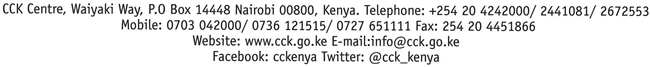 CCK Centre, Waiyaki Way, P.O Box 14448 Nairobi 00800, Kenya. Telephone: +254 20 4242000/ 2441081/ 2672553
Mobile: 0703 042000/ 0736 121515/ 0727 651111 Fax: 254 20 4451866
Website: www.cck.go.ke E-mail:info@cck.go.ke
Facebook: cckenya Twitter: @cck_kenya